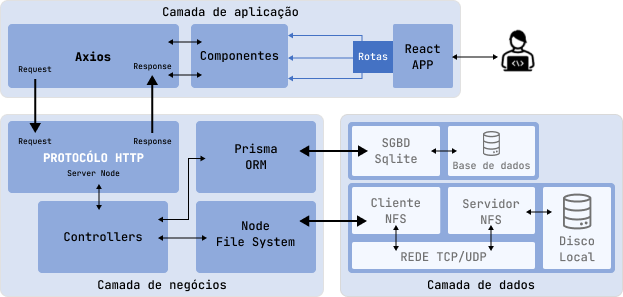 Camada de aplicação
Request
Axios
Response
Componentes
Rotas
React
APP
Request
Response
PROTOCÓLO HTTP
Server Node
Prisma
ORM
Controllers
Node
File System
Camada de negócios
SGBD
Sqlite
Base de dados
Cliente
NFS
Servidor
NFS
REDE TCP/UDP
Disco
Local
Camada de dados